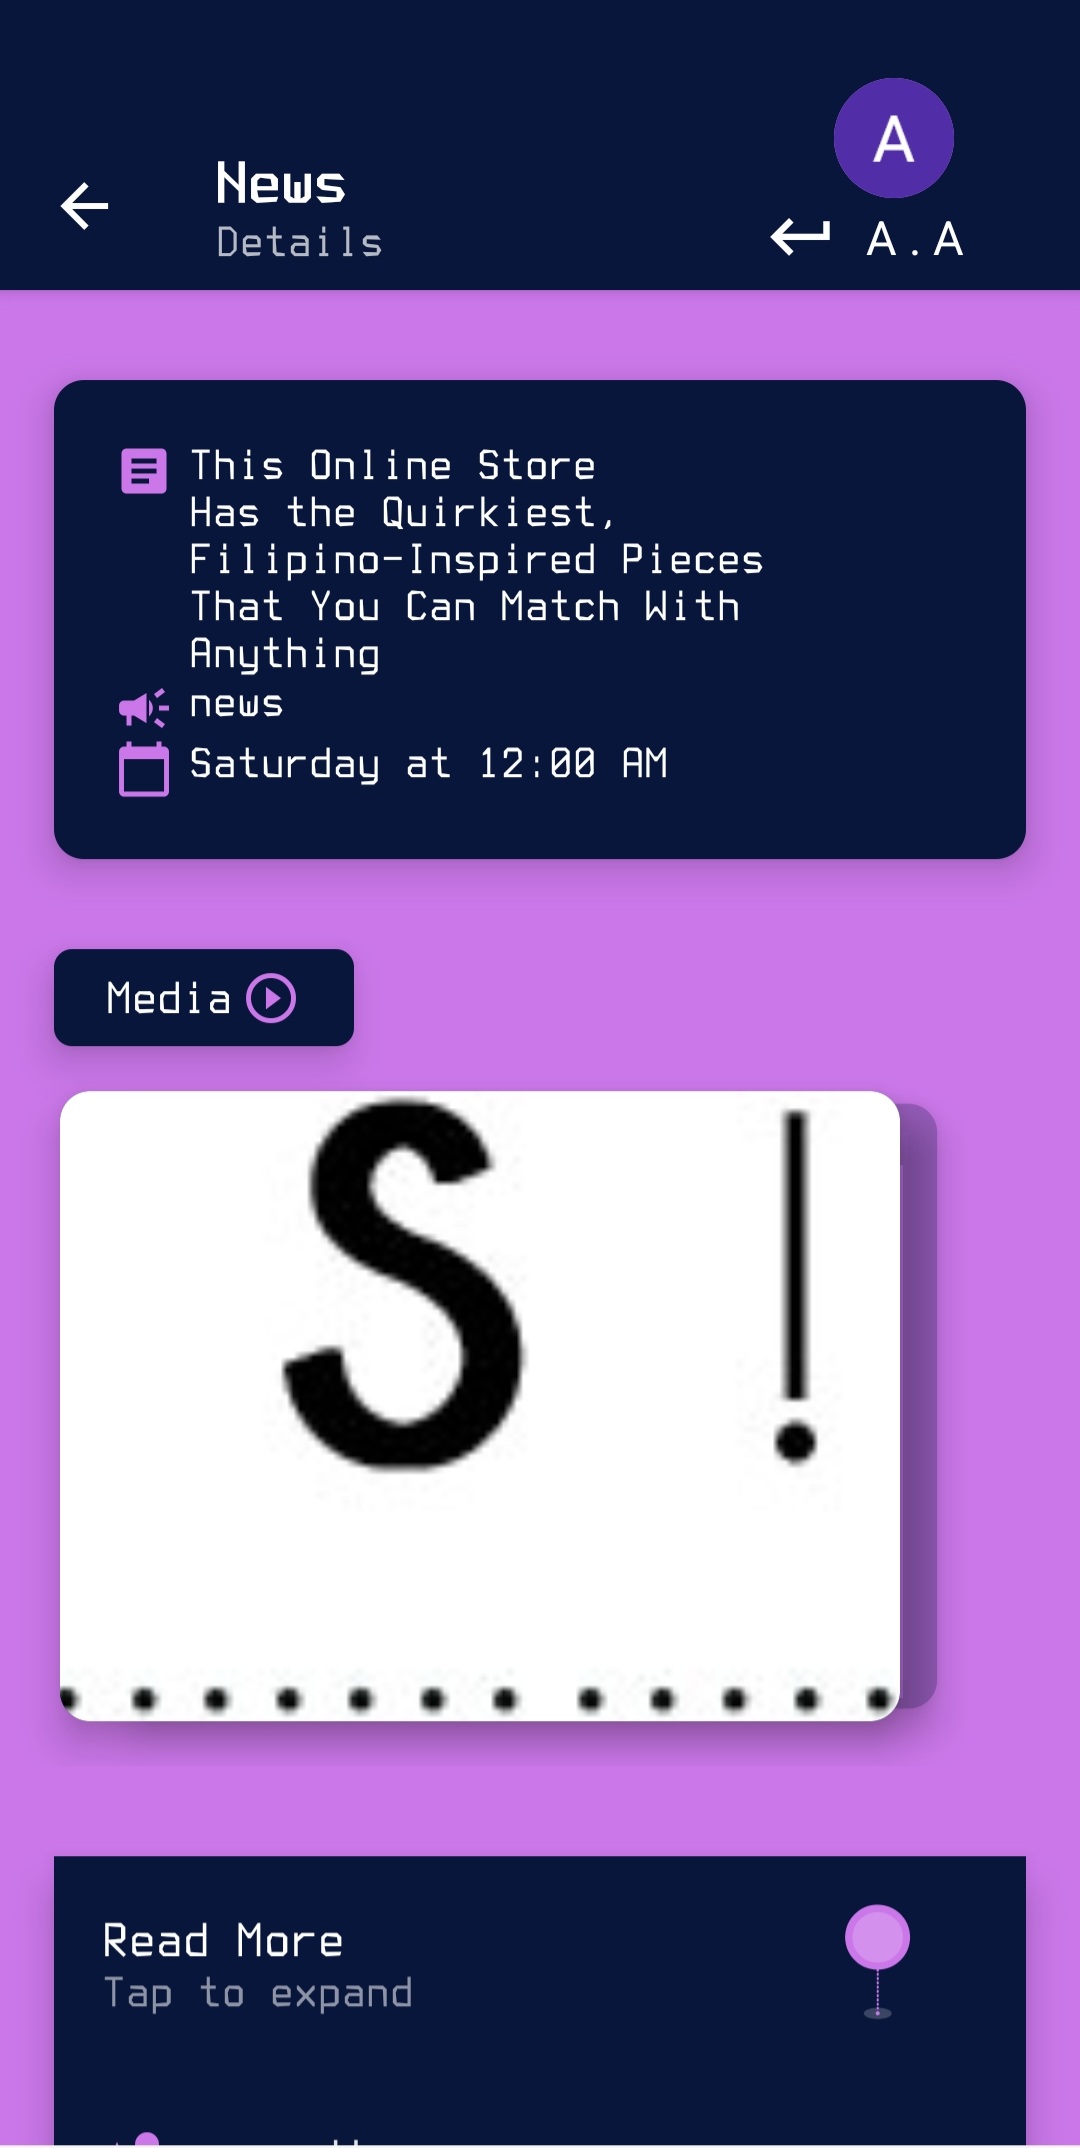 A
News
Details
A.A
This Online Store
Has the Quirkiest,
Filipino-Inspired Pieces
That You Can Match With
Anything
news
Saturday at 12:00 AM
Media
S !
Read More
Tap to expand